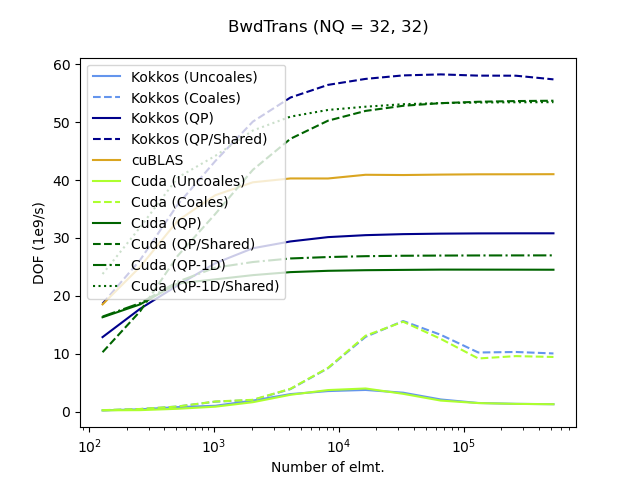 BwdTrans (NQ = 32, 32)
60
50
40
30
20
10
0
DOF (1e9/s)
Kokkos (Uncoales)
Kokkos (Coales)
Kokkos (QP)
Kokkos (QP/Shared)
cuBLAS
Cuda (Uncoales)
Cuda (Coales)
Cuda (QP)
Cuda (QP/Shared)
Cuda (QP-1D)
Cuda (QP-1D/Shared)
10² 10³ 10⁴ 10⁵
Number of elmt.